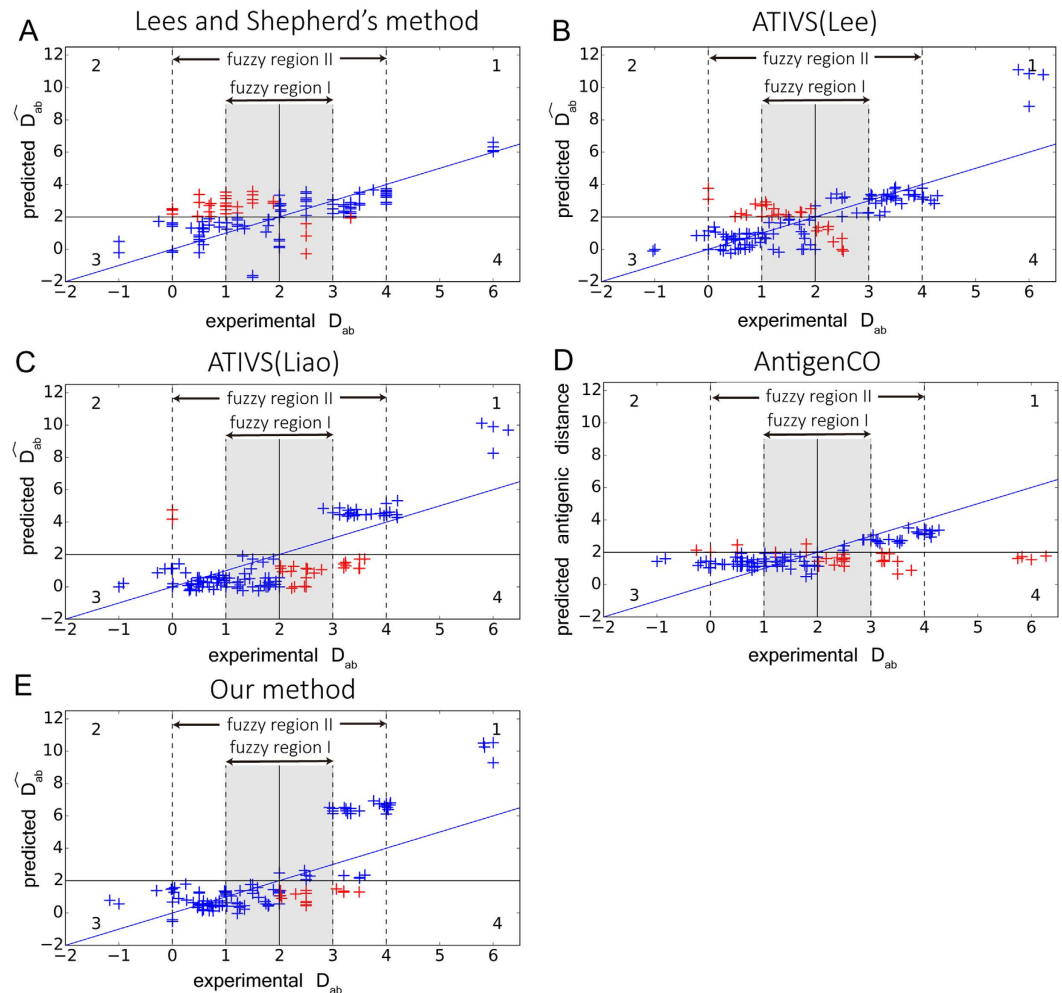 A
Lees and Shepherd's method
12
10
8
6
4
2
0
−2
−2 −1 0 1 2 3 4 5 6
predicted D̂ab
experimental Dab
fuzzy region II
fuzzy region I
2
1
3
4
B
ATIVS(Lee)
12
10
8
6
4
2
0
−2
−2 −1 0 1 2 3 4 5 6
predicted D̂ab
experimental Dab
fuzzy region II
fuzzy region I
2
1
3
4
C
ATIVS(Liao)
12
10
8
6
4
2
0
−2
−2 −1 0 1 2 3 4 5 6
predicted D̂ab
experimental Dab
fuzzy region II
fuzzy region I
2
1
3
4
D
AntigenCO
12
10
8
6
4
2
0
−2
−2 −1 0 1 2 3 4 5 6
predicted antigenic distance
experimental Dab
fuzzy region II
fuzzy region I
2
1
3
4
E
Our method
12
10
8
6
4
2
0
−2
−2 −1 0 1 2 3 4 5 6
predicted D̂ab
experimental Dab
fuzzy region II
fuzzy region I
2
1
3
4